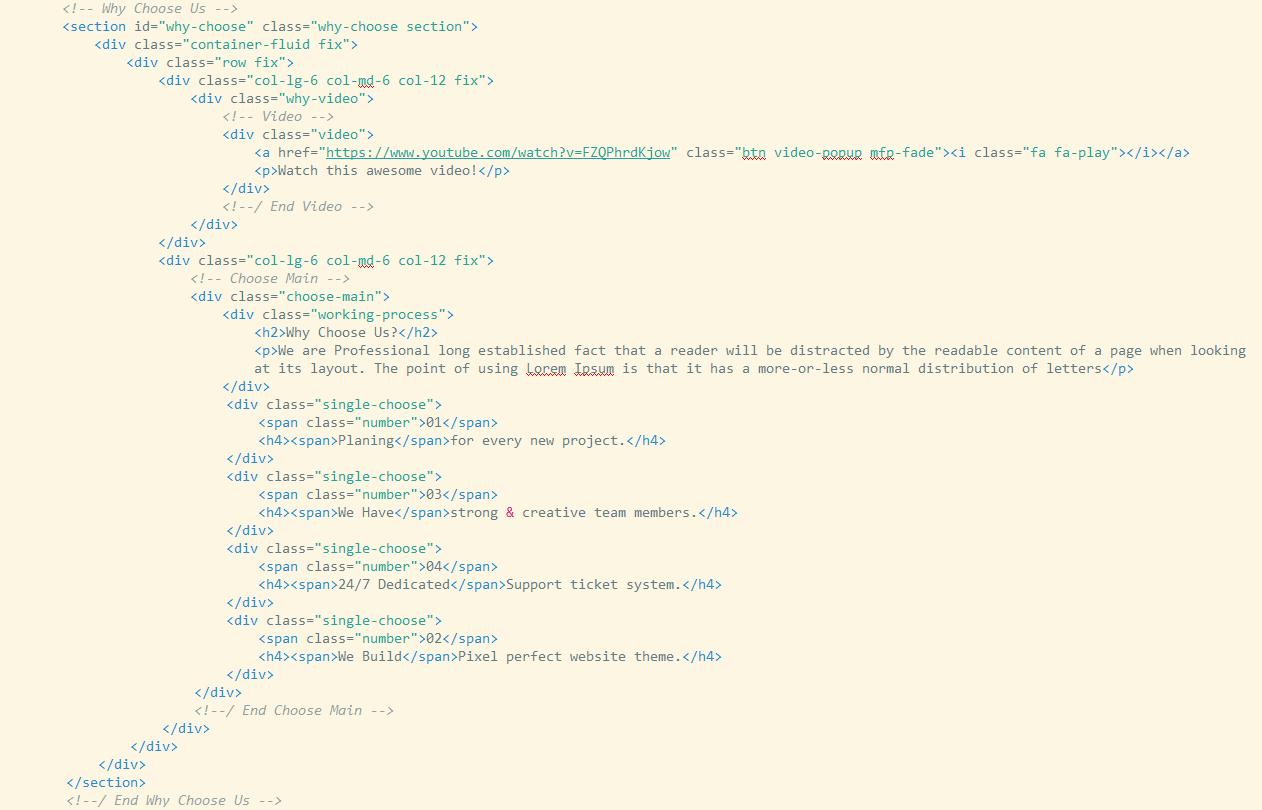 <!-- Why Choose Us -->
<section id="why-choose" class="why-choose section">
<div class="container-fluid fix">
<div class="row fix">
<div class="col-lg-6 col-md-6 col-12 fix">
<div class="why-video">
<!-- Video -->
<div class="video">
<a href="https://www.youtube.com/watch?v=FZQPhrdKjow" class="btn video-popup mfp-fade"><i class="fa fa-play"></i></a>
<p>Watch this awesome video!</p>
</div>
<!--/ End Video -->
</div>
</div>
<div class="col-lg-6 col-md-6 col-12 fix">
<!-- Choose Main -->
<div class="choose-main">
<div class="working-process">
<h2>Why Choose Us?</h2>
<p>We are Professional long established fact that a reader will be distracted by the readable content of a page when looking
at its layout. The point of using Lorem Ipsum is that it has a more-or-less normal distribution of letters</p>
</div>
<div class="single-choose">
<span class="number">01</span>
<h4><span>Planing</span>for every new project.</h4>
</div>
<div class="single-choose">
<span class="number">03</span>
<h4><span>We Have</span>strong & creative team members.</h4>
</div>
<div class="single-choose">
<span class="number">04</span>
<h4><span>24/7 Dedicated</span>Support ticket system.</h4>
</div>
<div class="single-choose">
<span class="number">02</span>
<h4><span>We Build</span>Pixel perfect website theme.</h4>
</div>
</div>
<!--/ End Choose Main -->
</div>
</div>
</div>
</section>
<!--/ End Why Choose Us -->